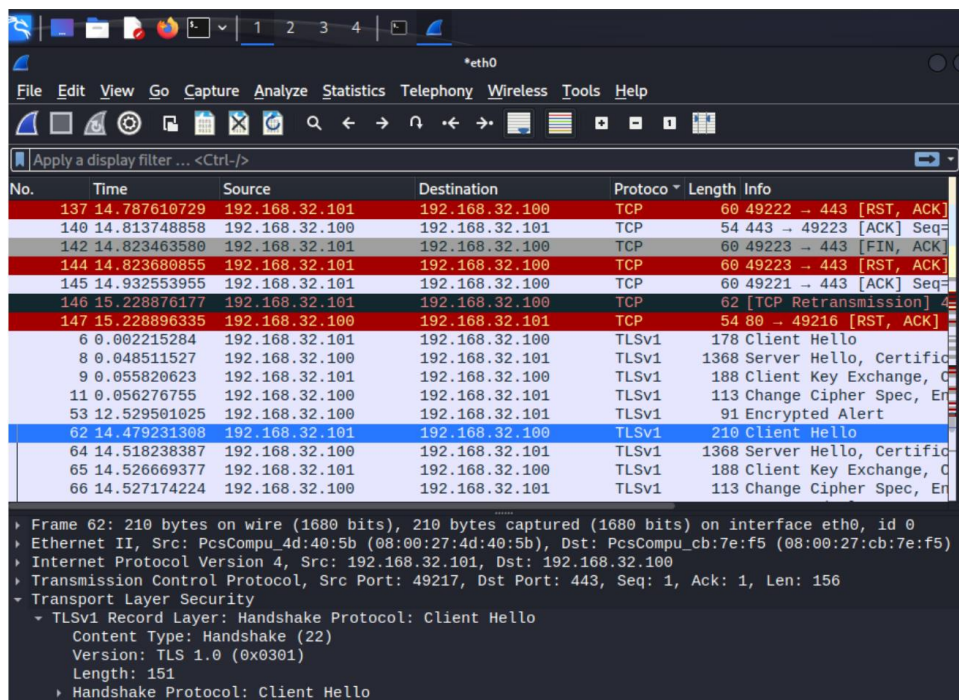 1 2 3 4
*eth0
File Edit View Go Capture Analyze Statistics Telephony Wireless Tools Help
Apply a display filter ... <Ctrl-/>
No. Time Source Destination Protoco Length Info
137 14.787610729 192.168.32.101 192.168.32.100 TCP 60 49222 → 443 [RST, ACK]
140 14.813748858 192.168.32.100 192.168.32.101 TCP 54 443 → 49223 [ACK] Seq=
142 14.823463580 192.168.32.101 192.168.32.100 TCP 60 49223 → 443 [FIN, ACK]
144 14.823680855 192.168.32.101 192.168.32.100 TCP 60 49223 → 443 [RST, ACK]
145 14.932553955 192.168.32.101 192.168.32.100 TCP 60 49221 → 443 [ACK] Seq=
146 15.228876177 192.168.32.101 192.168.32.100 TCP 62 [TCP Retransmission] 4
147 15.228896335 192.168.32.100 192.168.32.101 TCP 54 80 → 49216 [RST, ACK]
6 0.002215284 192.168.32.101 192.168.32.100 TLSv1 178 Client Hello
8 0.048511527 192.168.32.100 192.168.32.101 TLSv1 1368 Server Hello, Certific
9 0.055820623 192.168.32.101 192.168.32.100 TLSv1 188 Client Key Exchange, C
11 0.056276755 192.168.32.100 192.168.32.101 TLSv1 113 Change Cipher Spec, En
53 12.529501025 192.168.32.100 192.168.32.101 TLSv1 91 Encrypted Alert
62 14.479231308 192.168.32.101 192.168.32.100 TLSv1 210 Client Hello
64 14.518238387 192.168.32.100 192.168.32.101 TLSv1 1368 Server Hello, Certific
65 14.526669377 192.168.32.101 192.168.32.100 TLSv1 188 Client Key Exchange, C
66 14.527174224 192.168.32.100 192.168.32.101 TLSv1 113 Change Cipher Spec, En
Frame 62: 210 bytes on wire (1680 bits), 210 bytes captured (1680 bits) on interface eth0, id 0
Ethernet II, Src: PcsCompu_4d:40:5b (08:00:27:4d:40:5b), Dst: PcsCompu_cb:7e:f5 (08:00:27:cb:7e:f5)
Internet Protocol Version 4, Src: 192.168.32.101, Dst: 192.168.32.100
Transmission Control Protocol, Src Port: 49217, Dst Port: 443, Seq: 1, Ack: 1, Len: 156
Transport Layer Security
TLSv1 Record Layer: Handshake Protocol: Client Hello
Content Type: Handshake (22)
Version: TLS 1.0 (0x0301)
Length: 151
Handshake Protocol: Client Hello